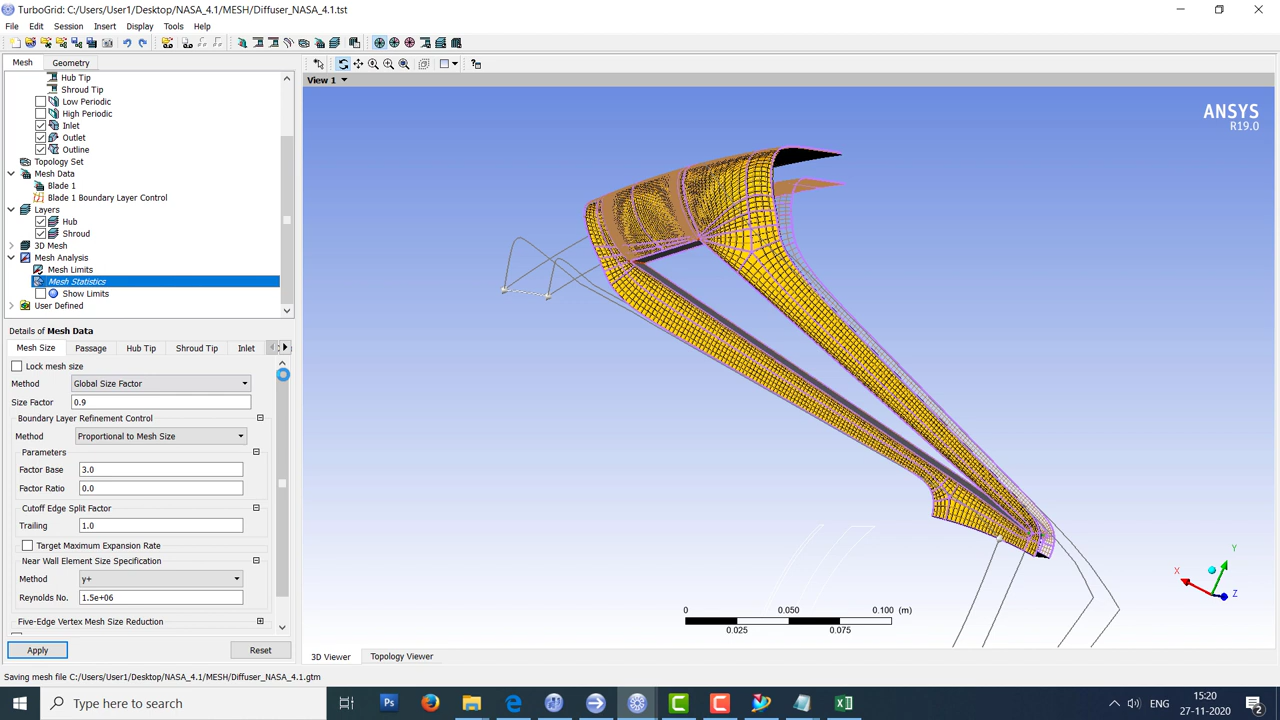 TurboGrid: C:/Users/User1/Desktop/NASA_4.1/MESH/Diffuser_NASA_4.1.tst
File Edit Session Insert Display Tools Help
Mesh Geometry
View 1
Hub Tip
Shroud Tip
Low Periodic
High Periodic
Inlet
Outlet
Outline
Topology Set
Mesh Data
Blade 1
Blade 1 Boundary Layer Control
Layers
Hub
Shroud
3D Mesh
Mesh Analysis
Mesh Limits
Mesh Statistics
Show Limits
User Defined
Details of Mesh Data
Mesh Size Passage Hub Tip Shroud Tip Inlet
Lock mesh size
Method Global Size Factor
Size Factor 0.9
Boundary Layer Refinement Control
Method Proportional to Mesh Size
Parameters
Factor Base 3.0
Factor Ratio 0.0
Cutoff Edge Split Factor
Trailing 1.0
Target Maximum Expansion Rate
Near Wall Element Size Specification
Method y+
Reynolds No. 1.5e+06
Five-Edge Vertex Mesh Size Reduction
Apply Reset
ANSYS
R19.0
Y
X
Z
0 0.050 0.100 (m)
0.025 0.075
3D Viewer Topology Viewer
Saving mesh file C:/Users/User1/Desktop/NASA_4.1/MESH/Diffuser_NASA_4.1.gtm
Type here to search
Ps
ENG
15:20
27-11-2020
2